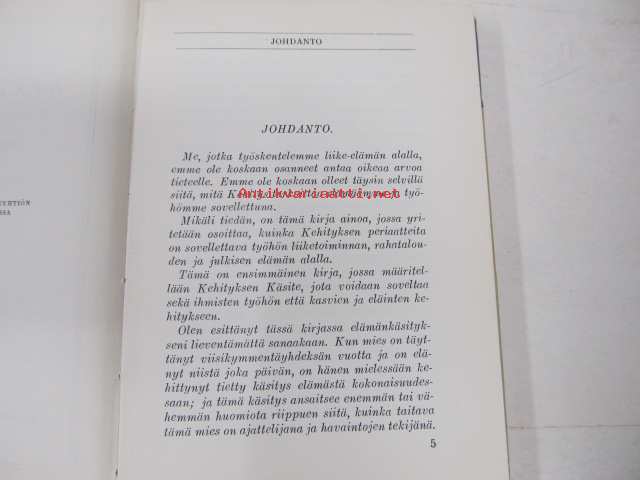 JOHDANTO
JOHDANTO.
Me, jotka työskentelemme liike-elämän alalla,
emme ole koskaan osanneet antaa oikeaa arvoa
tieteelle. Emme ole koskaan olleet täysin selvillä
siitä, mitä
Antikvariaatti.net
työ-
hömme sovellettuna.
Mikäli tiedän, on tämä kirja ainoa, jossa yri-
tetään osoittaa, kuinka Kehityksen periaatteita
on sovellettava työhön liiketoiminnan, rahatalou-
den ja julkisen elämän alalla.
Tämä on ensimmäinen kirja, jossa määritel-
lään Kehityksen Käsite, jota voidaan soveltaa
sekä ihmisten työhön että kasvien ja eläinten ke-
hitykseen.
Olen esittänyt tässä kirjassa elämänkäsityk-
seni lieventämättä sanaakaan. Kun mies on täyt-
tänyt viisikymmentäyhdeksän vuotta ja on elä-
nyt niistä joka päivän, on hänen mielessään ke-
hittynyt tietty käsitys elämästä kokonaisuudes-
saan; ja tämä käsitys ansaitsee enemmän tai vä-
hemmän huomiota riippuen siitä, kuinka taitava
tämä mies on ajattelijana ja havaintojen tekijänä.
5